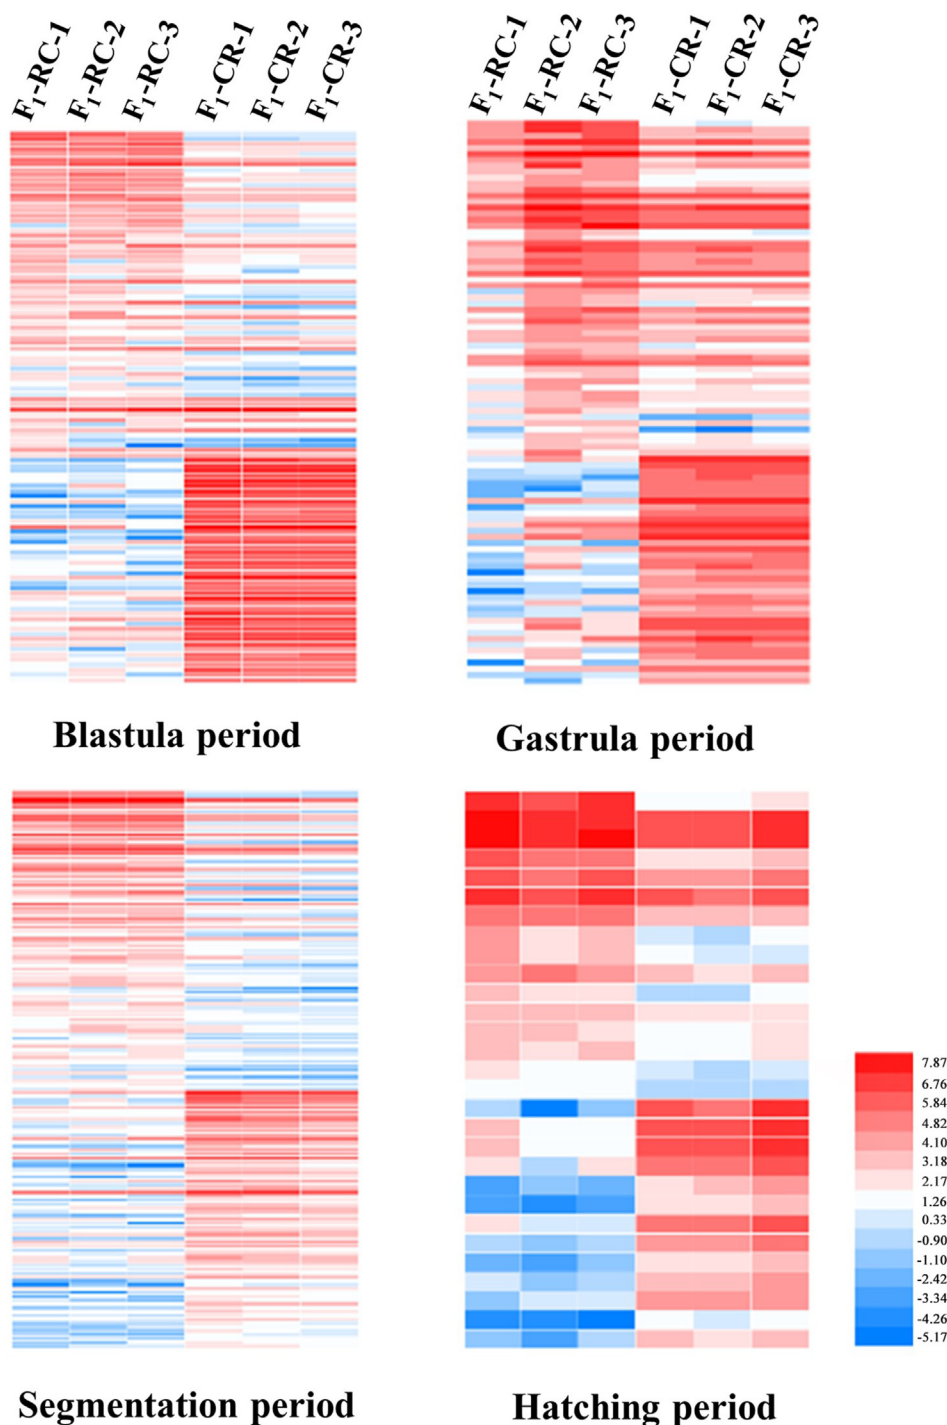 F₁-RC-1 F₁-RC-2 F₁-RC-3 F₁-CR-1 F₁-CR-2 F₁-CR-3
F₁-RC-1 F₁-RC-2 F₁-RC-3 F₁-CR-1 F₁-CR-2 F₁-CR-3
Blastula period
Gastrula period
7.87
6.76
5.84
4.82
4.10
3.18
2.17
1.26
0.33
-0.90
-1.10
-2.42
-3.34
-4.26
-5.17
Segmentation period
Hatching period